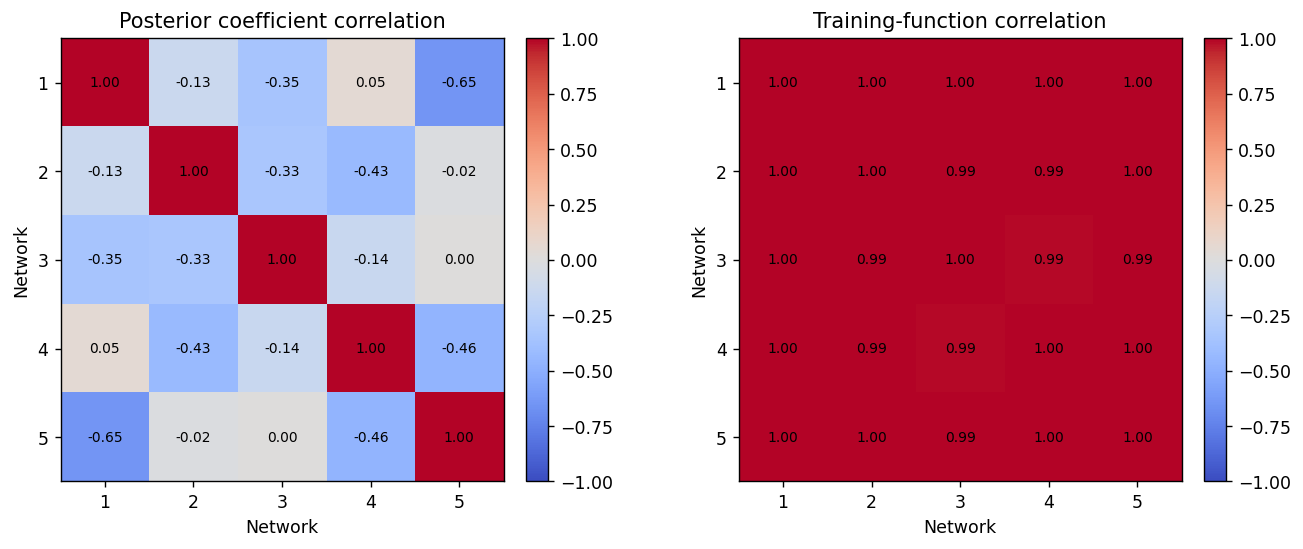 Posterior coefficient correlation
Training-function correlation
1 1.00 -0.13 -0.35 0.05 -0.65
2 -0.13 1.00 -0.33 -0.43 -0.02
3 -0.35 -0.33 1.00 -0.14 0.00
4 0.05 -0.43 -0.14 1.00 -0.46
5 -0.65 -0.02 0.00 -0.46 1.00
1 2 3 4 5
Network
Network
1.00
0.75
0.50
0.25
0.00
−0.25
−0.50
−0.75
−1.00
1 1.00 1.00 1.00 1.00 1.00
2 1.00 1.00 0.99 0.99 1.00
3 1.00 0.99 1.00 0.99 0.99
4 1.00 0.99 0.99 1.00 1.00
5 1.00 1.00 0.99 1.00 1.00
1 2 3 4 5
Network
Network
1.00
0.75
0.50
0.25
0.00
−0.25
−0.50
−0.75
−1.00